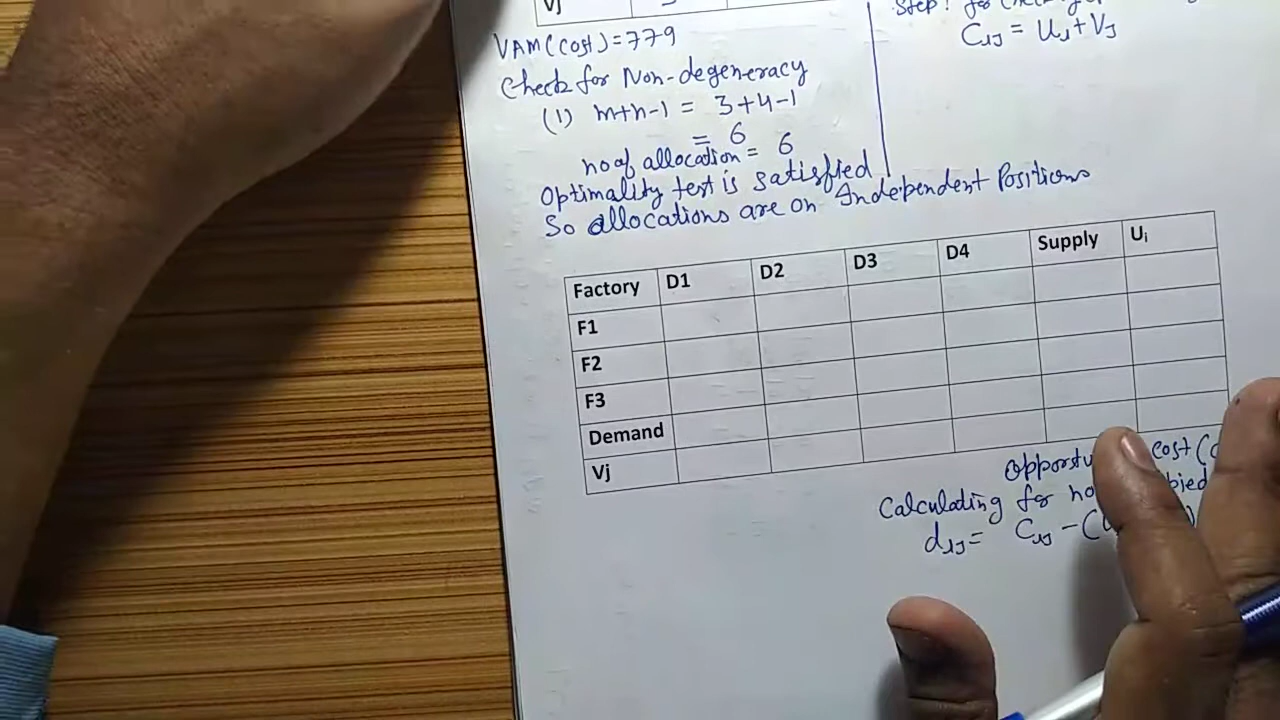 Vj
VAM(cost)=779
Check for Non-degeneracy
(1) m+n-1 = 3+4-1
= 6
no of allocation = 6
Optimality test is satisfied
So allocations are on Independent Positions
Step: for
Cij = Ui + Vj
Factory D1 D2 D3 D4 Supply Ui
F1
F2
F3
Demand
Vj
cost
Calculating for
dij = Cij - (